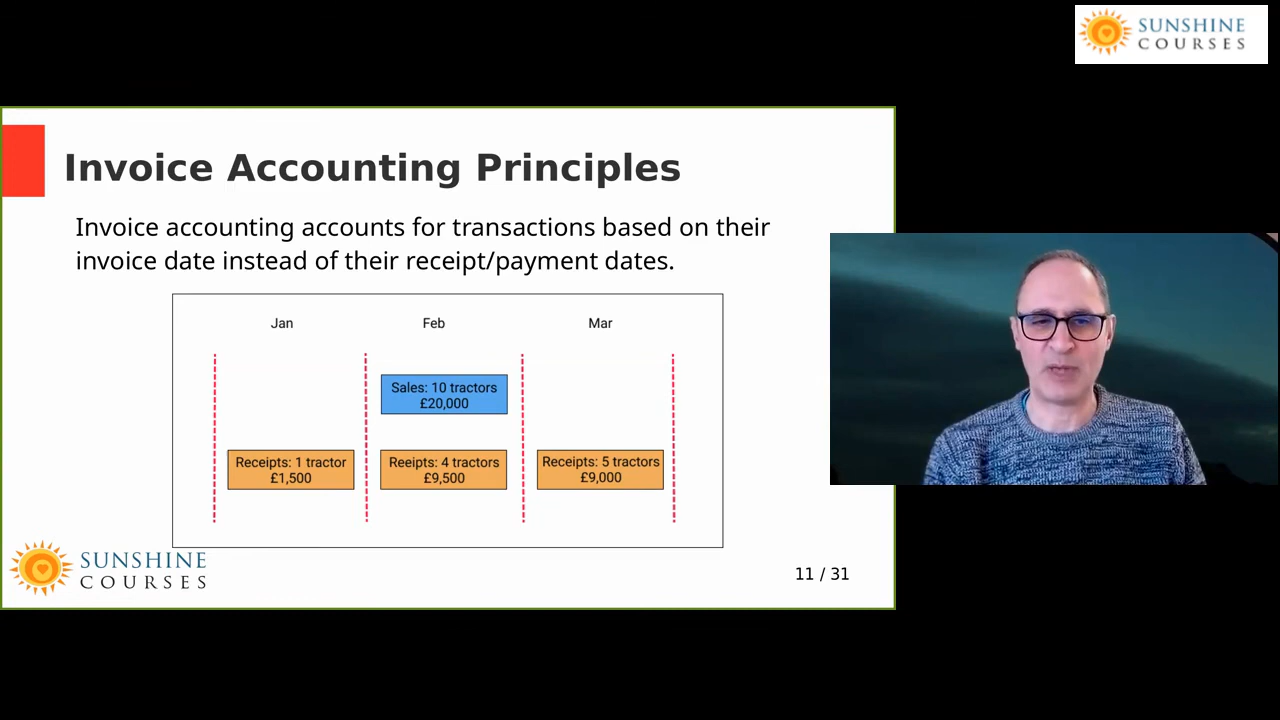 SUNSHINE
COURSES
Invoice Accounting Principles
Invoice accounting accounts for transactions based on their
invoice date instead of their receipt/payment dates.
Jan
Feb
Mar
Sales: 10 tractors
£20,000
Receipts: 1 tractor
£1,500
Reeipts: 4 tractors
£9,500
Receipts: 5 tractors
£9,000
SUNSHINE
COURSES
11 / 31